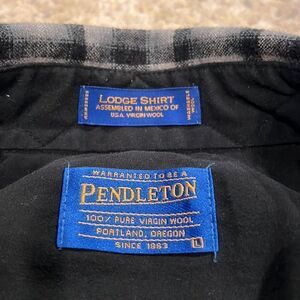 LODGE SHIRT
ASSEMBLED IN MEXICO OF
U.S.A. VIRGIN WOOL
WARRANTED TO BE A
PENDLETON
100% PURE VIRGIN WOOL
PORTLAND, OREGON
SINCE 1863
L